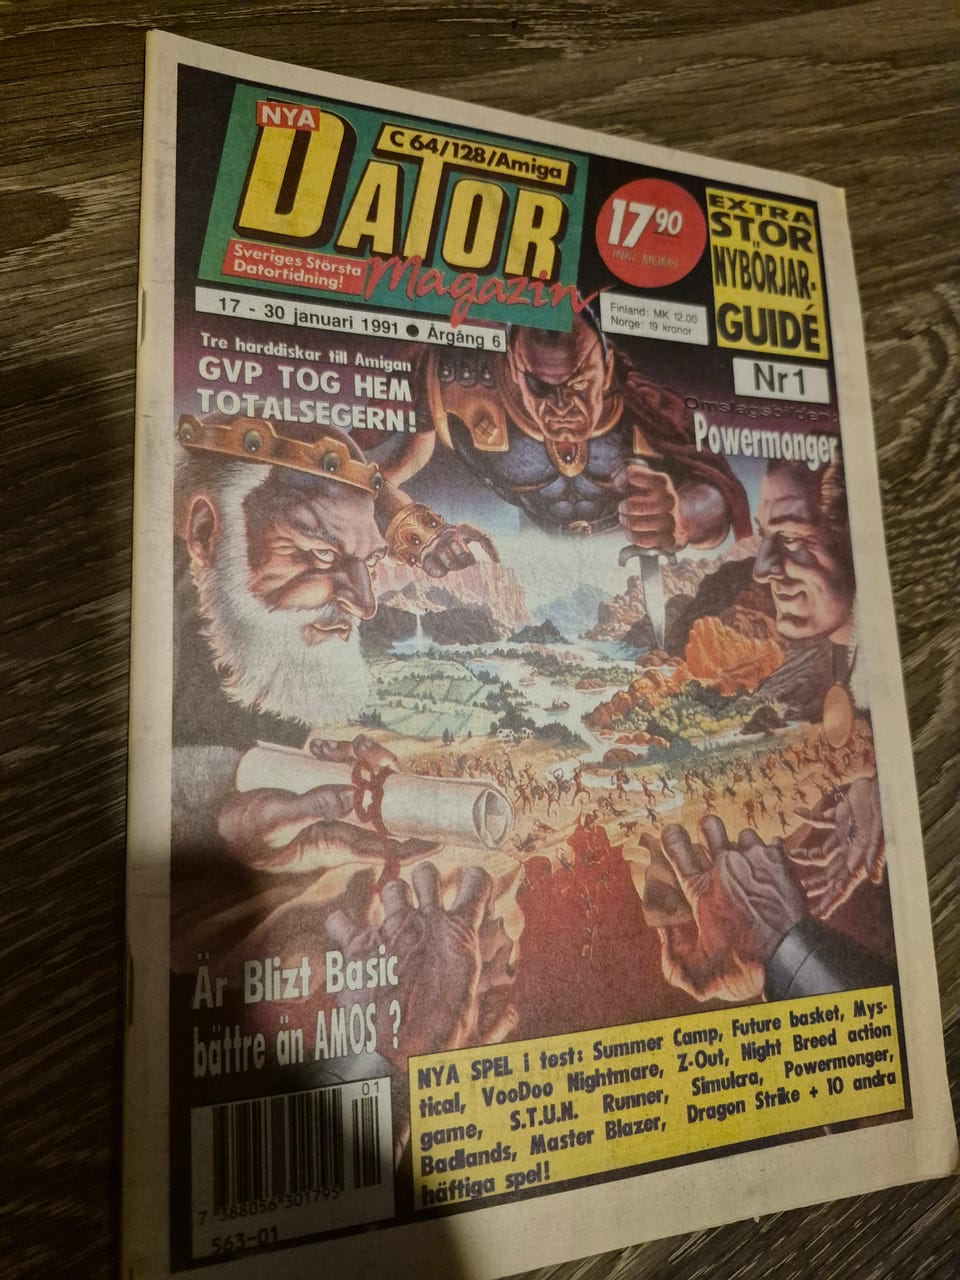 NYA
C 64/128/Amiga
DATOR
Magazin
Sveriges Största
Datortidning!
17 90
INKL MOMS
EXTRA
STOR
NYBÖRJAR-
GUIDÉ
17 - 30 januari 1991 ● Årgång 6
Finland: MK 12.00
Norge: 19 kronor
Nr 1
Tre hårddiskar till Amigan
GVP TOG HEM
TOTALSEGERN!
Omslagsbilden:
Powermonger
Är Blizt Basic
bättre än AMOS ?
NYA SPEL i test: Summer Camp, Future basket, Mys-
tical, VooDoo Nightmare, Z-Out, Night Breed action
game, S.T.U.N. Runner, Simulcra, Powermonger,
Badlands, Master Blazer, Dragon Strike + 10 andra
häftiga spel!
01
7 388056 301795
563-01